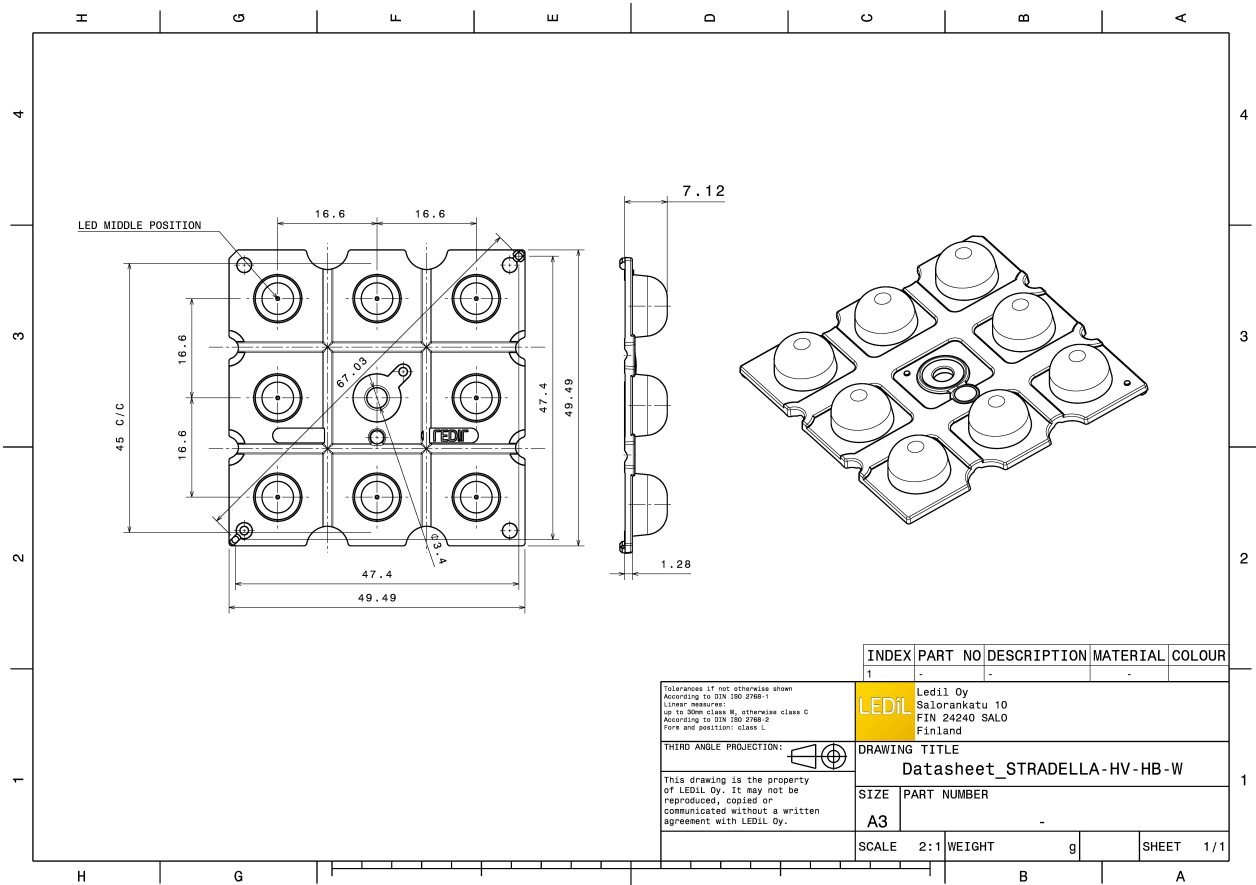 H G F E D C B A
4 4
7.12
16.6 16.6
LED MIDDLE POSITION
3 3
16.6
67.03
47.4
49.49
45 C/C
16.6
LEDiL
Ø3.4
2 2
1.28
47.4
49.49
INDEX PART NO DESCRIPTION MATERIAL COLOUR
1 - - -
Tolerances if not otherwise shown
According to DIN ISO 2768-1
Linear measures:
up to 30mm class M, otherwise class C
According to DIN ISO 2768-2
Form and position: class L
LEDiL
Ledil Oy
Salorankatu 10
FIN 24240 SALO
Finland
THIRD ANGLE PROJECTION:
DRAWING TITLE
Datasheet_STRADELLA-HV-HB-W
1 1
This drawing is the property
of LEDiL Oy. It may not be
reproduced, copied or
communicated without a written
agreement with LEDiL Oy.
SIZE PART NUMBER
A3 -
SCALE 2:1 WEIGHT g SHEET 1/1
H G B A